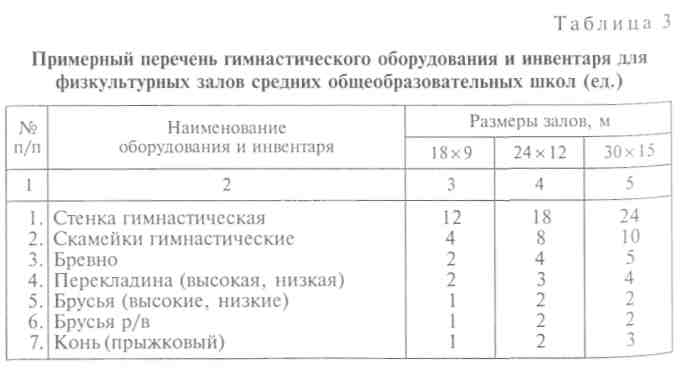 Таблица 3
Примерный перечень гимнастического оборудования и инвентаря для
физкультурных залов средних общеобразовательных школ (ед.)
№ п/п Наименование оборудования и инвентаря Размеры залов, м
18×9 24×12 30×15
1 2 3 4 5
1. Стенка гимнастическая 12 18 24
2. Скамейки гимнастические 4 8 10
3. Бревно 2 4 5
4. Перекладина (высокая, низкая) 2 3 4
5. Брусья (высокие, низкие) 1 2 2
6. Брусья р/в 1 2 2
7. Конь (прыжковый) 1 2 3